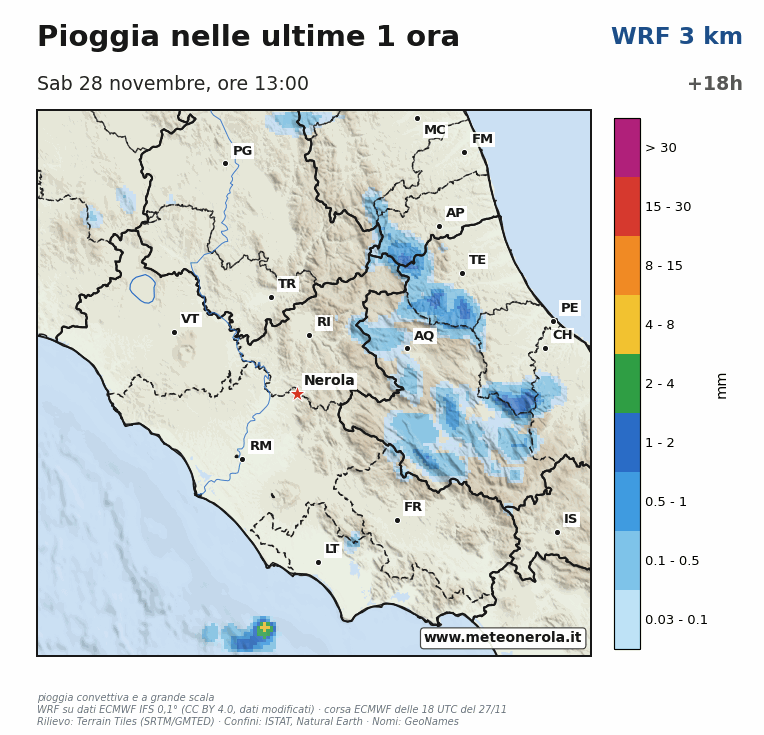 Pioggia nelle ultime 1 ora
WRF 3 km
Sab 28 novembre, ore 13:00
+18h
MC
FM
PG
AP
TE
TR
PE
VT
RI
AQ
CH
Nerola
RM
FR
IS
LT
www.meteonerola.it
> 30
15 - 30
8 - 15
4 - 8
2 - 4
1 - 2
0.5 - 1
0.1 - 0.5
0.03 - 0.1
mm
pioggia convettiva e a grande scala
WRF su dati ECMWF IFS 0,1° (CC BY 4.0, dati modificati) · corsa ECMWF delle 18 UTC del 27/11
Rilievo: Terrain Tiles (SRTM/GMTED) · Confini: ISTAT, Natural Earth · Nomi: GeoNames